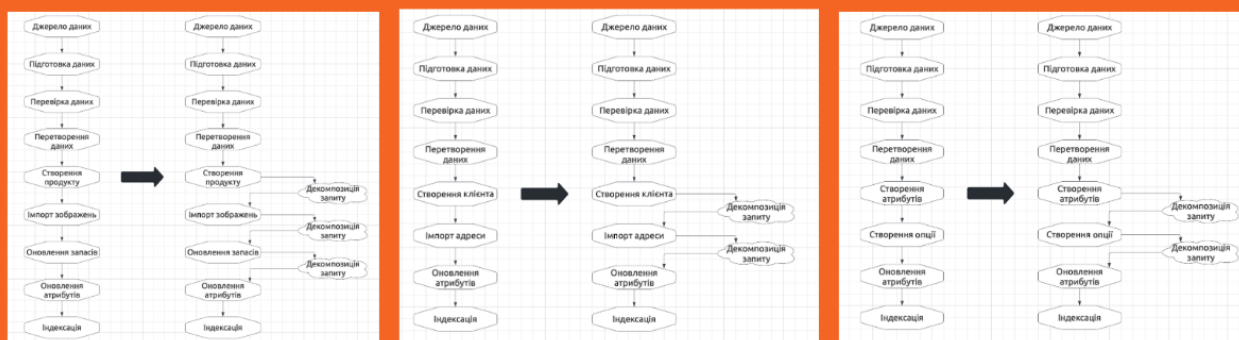 Джерело даних
Підготовка даних
Перевірка даних
Перетворення
даних
Створення
продукту
Імпорт зображень
Оновлення запасів
Оновлення
атрибутів
Індексація
Джерело даних
Підготовка даних
Перевірка даних
Перетворення
даних
Створення
продукту
Декомпозиція
запиту
Імпорт зображень
Декомпозиція
запиту
Оновлення запасів
Декомпозиція
запиту
Оновлення
атрибутів
Індексація
Джерело даних
Підготовка даних
Перевірка даних
Перетворення
даних
Створення клієнта
Імпорт адреси
Оновлення
атрибутів
Індексація
Джерело даних
Підготовка даних
Перевірка даних
Перетворення
даних
Створення клієнта
Декомпозиція
запиту
Імпорт адреси
Декомпозиція
запиту
Оновлення
атрибутів
Індексація
Джерело даних
Підготовка даних
Перевірка даних
Перетворення
даних
Створення
атрибутів
Створення опції
Оновлення
атрибутів
Індексація
Джерело даних
Підготовка даних
Перевірка даних
Перетворення
даних
Створення
атрибутів
Декомпозиція
запиту
Створення опції
Декомпозиція
запиту
Оновлення
атрибутів
Індексація